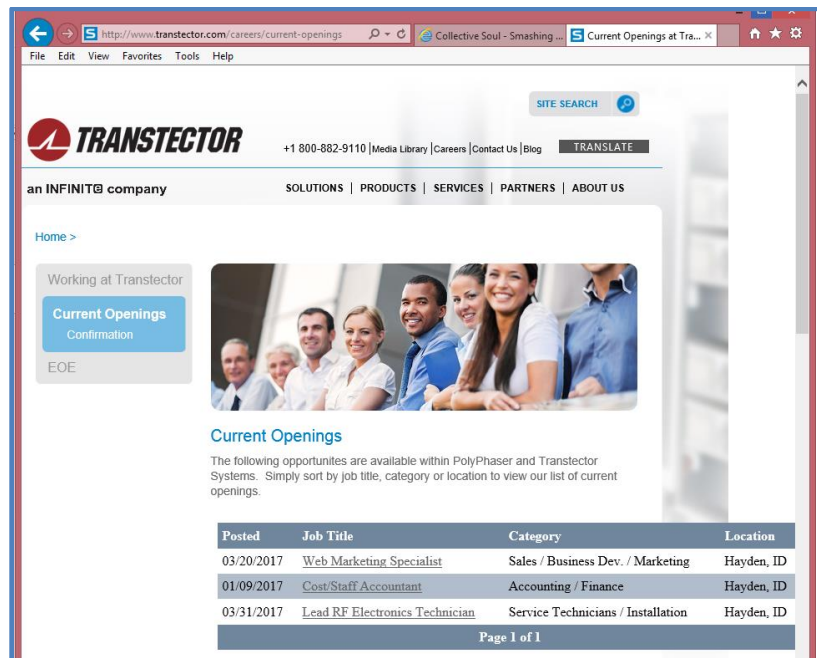 http://www.transtector.com/careers/current-openings
Collective Soul - Smashing ...
Current Openings at Tra...
File Edit View Favorites Tools Help
SITE SEARCH
TRANSTECTOR
+1 800-882-9110 |Media Library |Careers |Contact Us |Blog
TRANSLATE
an INFINITE company
SOLUTIONS | PRODUCTS | SERVICES | PARTNERS | ABOUT US
Home >
Working at Transtector
Current Openings
Confirmation
EOE
Current Openings
The following opportunites are available within PolyPhaser and Transtector
Systems. Simply sort by job title, category or location to view our list of current
openings.
Posted Job Title Category Location
03/20/2017 Web Marketing Specialist Sales / Business Dev. / Marketing Hayden, ID
01/09/2017 Cost/Staff Accountant Accounting / Finance Hayden, ID
03/31/2017 Lead RF Electronics Technician Service Technicians / Installation Hayden, ID
Page 1 of 1